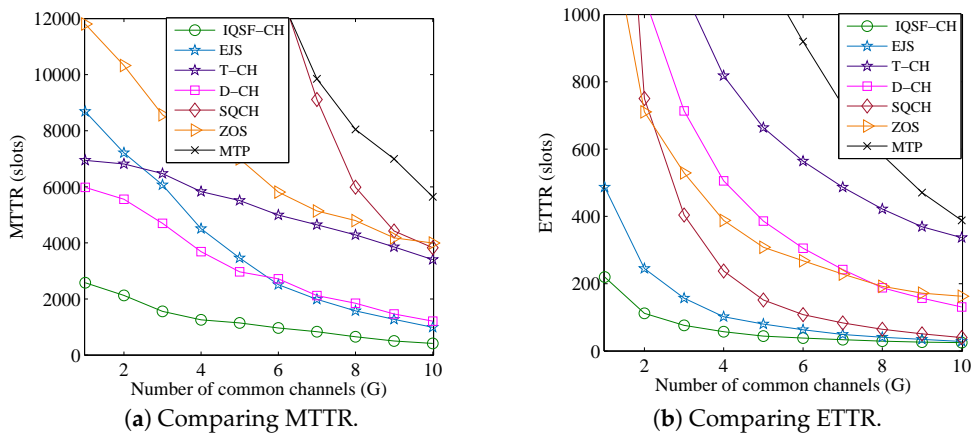 12000
10000
8000
6000
4000
2000
0
MTTR (slots)
2 4 6 8 10
Number of common channels (G)
IQSF−CH
EJS
T−CH
D−CH
SQCH
ZOS
MTP
(a) Comparing MTTR.
1000
800
600
400
200
0
ETTR (slots)
2 4 6 8 10
Number of common channels (G)
IQSF−CH
EJS
T−CH
D−CH
SQCH
ZOS
MTP
(b) Comparing ETTR.